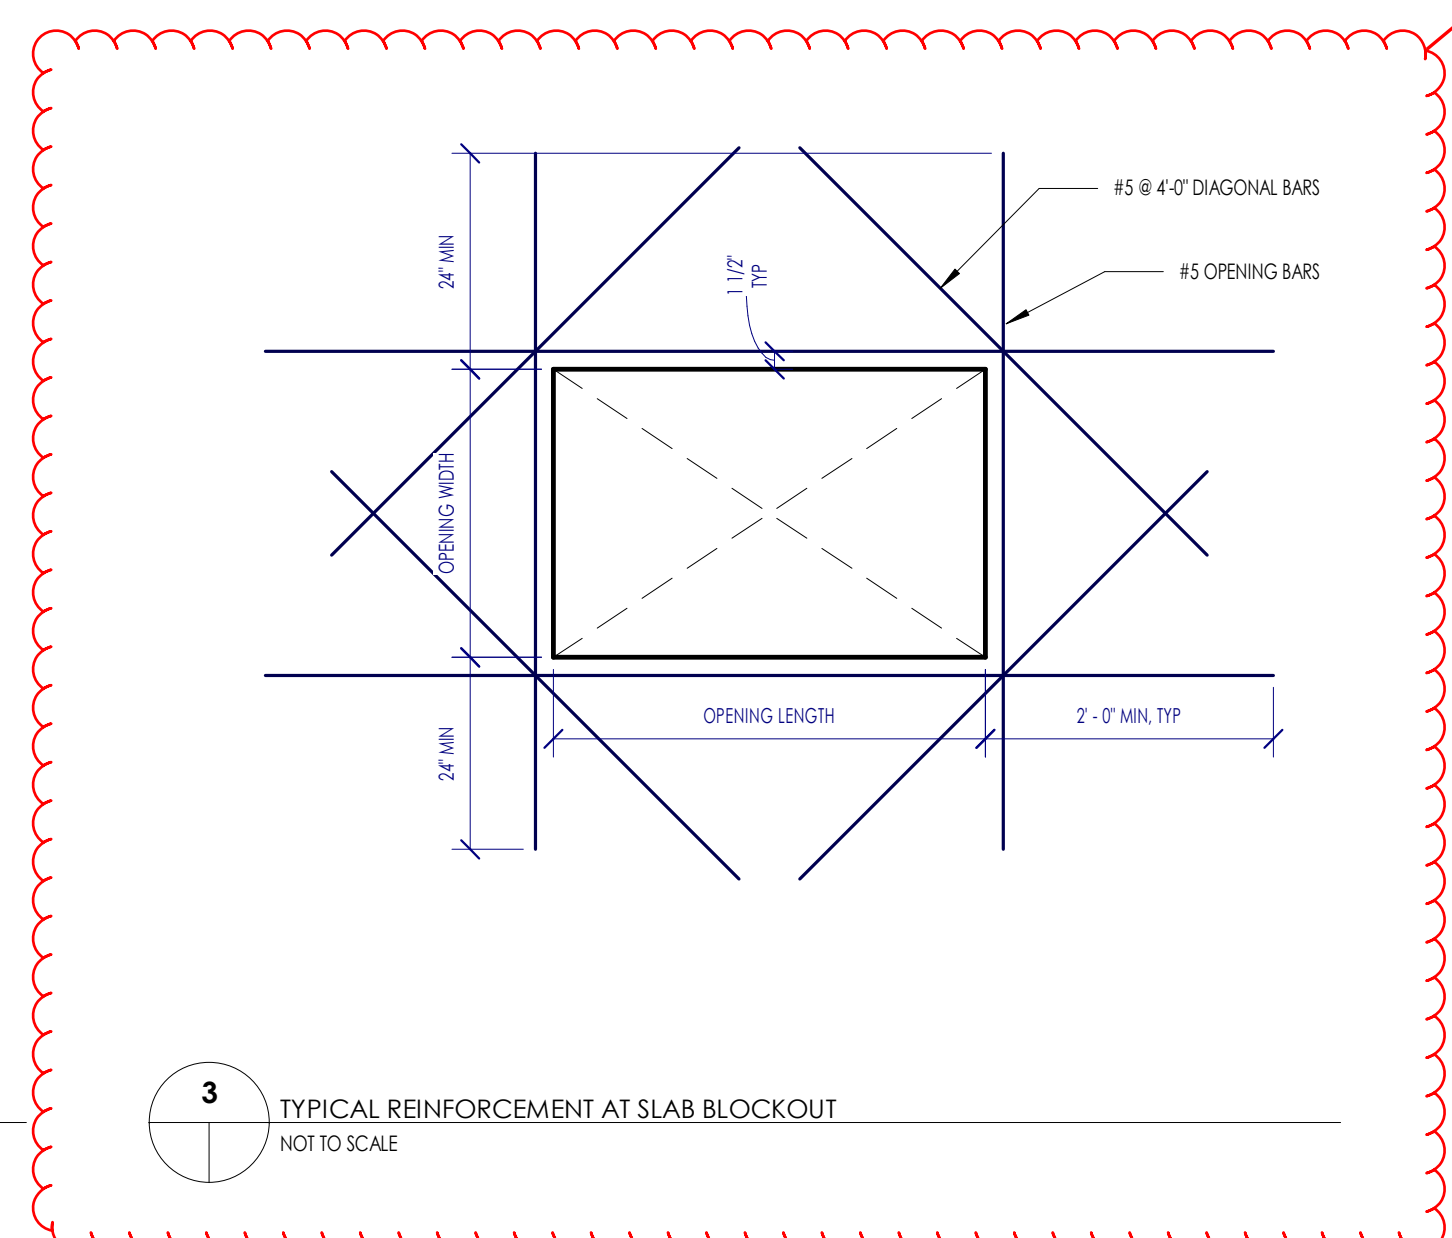 #5 @ 4'-0" DIAGONAL BARS
24" MIN
1 1/2"
TYP
#5 OPENING BARS
OPENING WIDTH
OPENING LENGTH
2' - 0" MIN, TYP
24" MIN
3
TYPICAL REINFORCEMENT AT SLAB BLOCKOUT
NOT TO SCALE